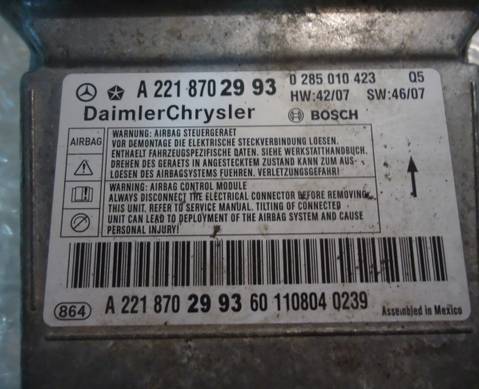 A 221 870 29 93 0 285 010 423 Q5
HW:42/07 SW:46/07
DaimlerChrysler BOSCH
AIRBAG
WARNUNG: AIRBAG STEUERGERAET
VOR DEMONTAGE DIE ELEKTRISCHE STECKVERBINDUNG LOESEN.
ENTHAELT FAHRZEUGSPEZIFISCHE DATEN. SIEHE WERKSTATTHANDBUCH.
DREHEN DES GERAETS IN ANGESTECKTEM ZUSTAND KANN ZUM AUS-
LOESEN DES AIRBAGSYSTEMS FUEHREN. VERLETZUNGSGEFAHR!
WARNING: AIRBAG CONTROL MODULE
ALWAYS DISCONNECT THE ELECTRICAL CONNECTOR BEFORE REMOVING
THIS UNIT. REFER TO SERVICE MANUAL. TILTING OF CONNECTED
UNIT CAN LEAD TO DEPLOYMENT OF THE AIRBAG SYSTEM AND CAUSE
PERSONAL INJURY!
864 A 221 870 29 93 60 110804 0239
Assembled in Mexico